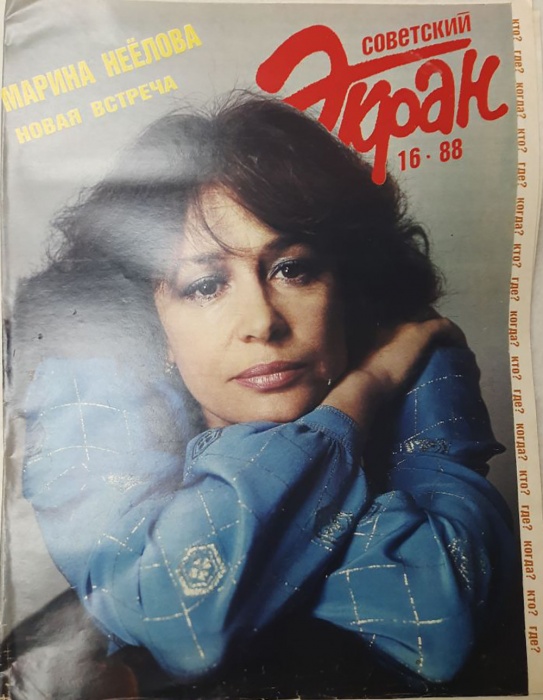 МАРИНА НЕЁЛОВА
НОВАЯ ВСТРЕЧА
СОВЕТСКИЙ
Экран
16 · 88
кто? где? когда? кто? где? когда? кто? где? когда? кто? где? когда? кто? где? когда? кто? где?